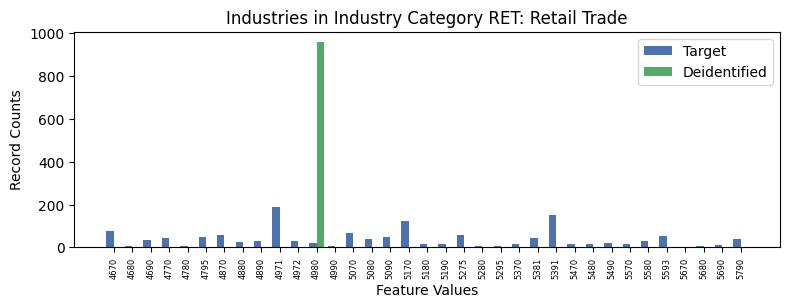 Industries in Industry Category RET: Retail Trade
1000
800
600
400
200
0
Record Counts
Target
Deidentified
4670 4680 4690 4770 4780 4795 4870 4880 4890 4971 4972 4980 4990 5070 5080 5090 5170 5180 5190 5275 5280 5295 5370 5381 5391 5470 5480 5490 5570 5580 5593 5670 5680 5690 5790
Feature Values